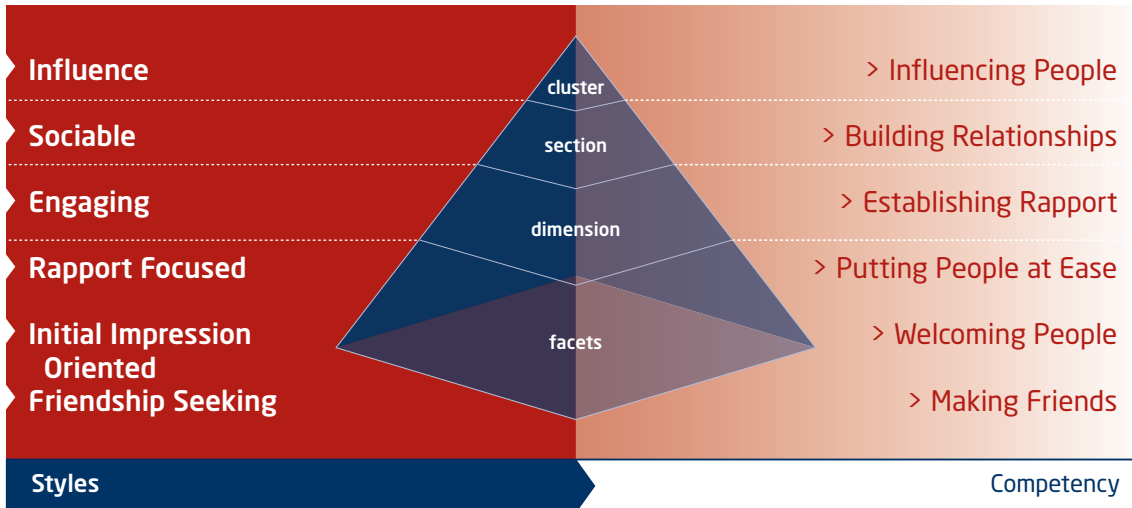 Influence
cluster
> Influencing People
Sociable
section
> Building Relationships
Engaging
dimension
> Establishing Rapport
Rapport Focused
> Putting People at Ease
Initial Impression
Oriented
facets
> Welcoming People
Friendship Seeking
> Making Friends
Styles
Competency